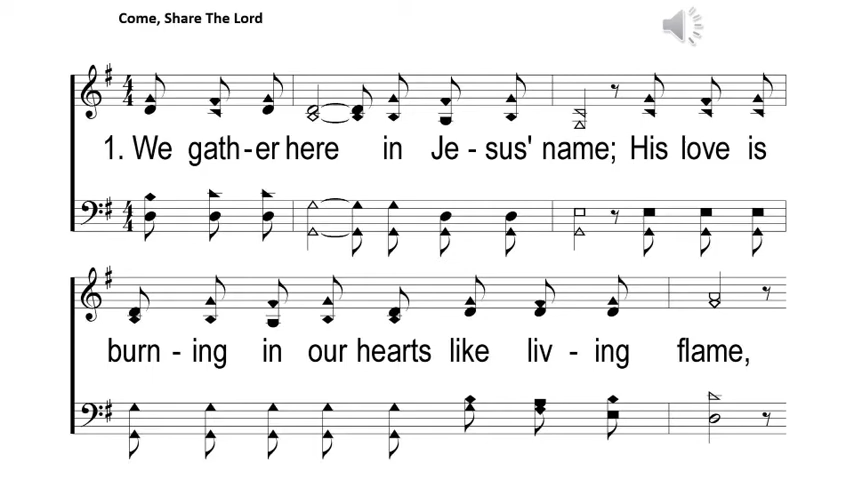 Come, Share The Lord
1. We gath - er here in Je - sus' name; His love is
burn - ing in our hearts like liv - ing flame,